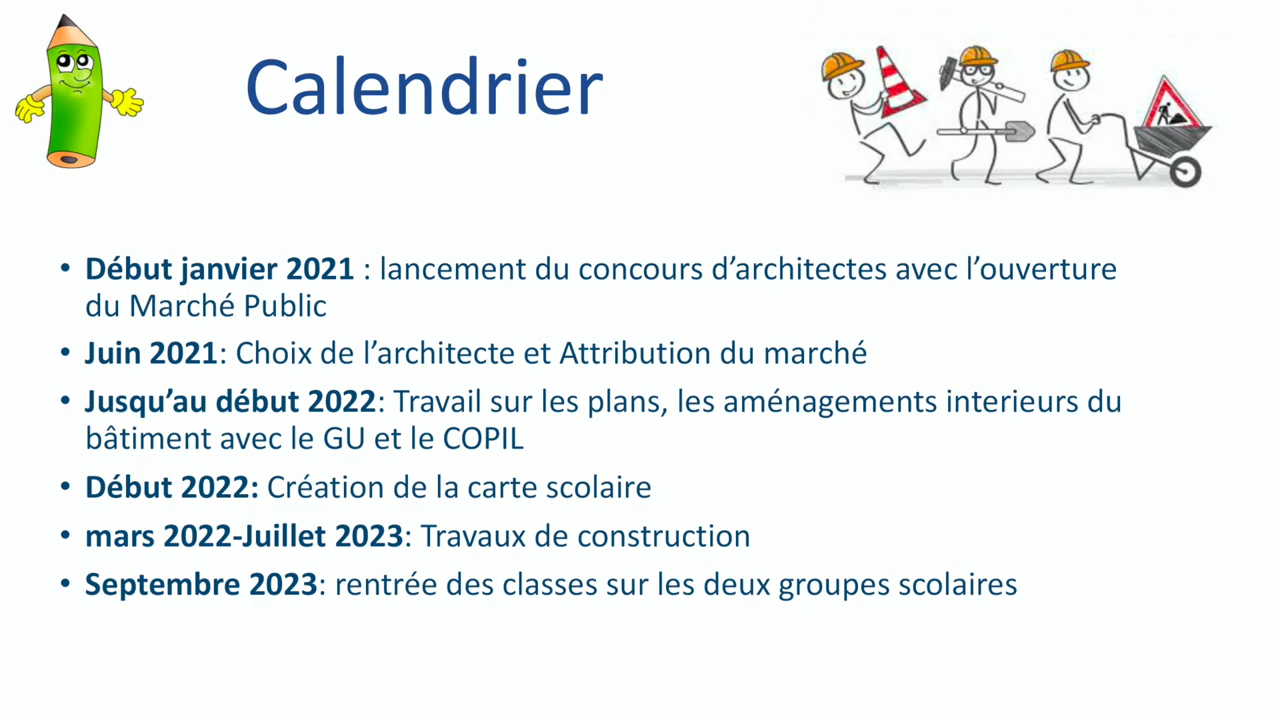 Calendrier
• Début janvier 2021 : lancement du concours d’architectes avec l’ouverture
du Marché Public
• Juin 2021: Choix de l’architecte et Attribution du marché
• Jusqu’au début 2022: Travail sur les plans, les aménagements interieurs du
bâtiment avec le GU et le COPIL
• Début 2022: Création de la carte scolaire
• mars 2022-Juillet 2023: Travaux de construction
• Septembre 2023: rentrée des classes sur les deux groupes scolaires